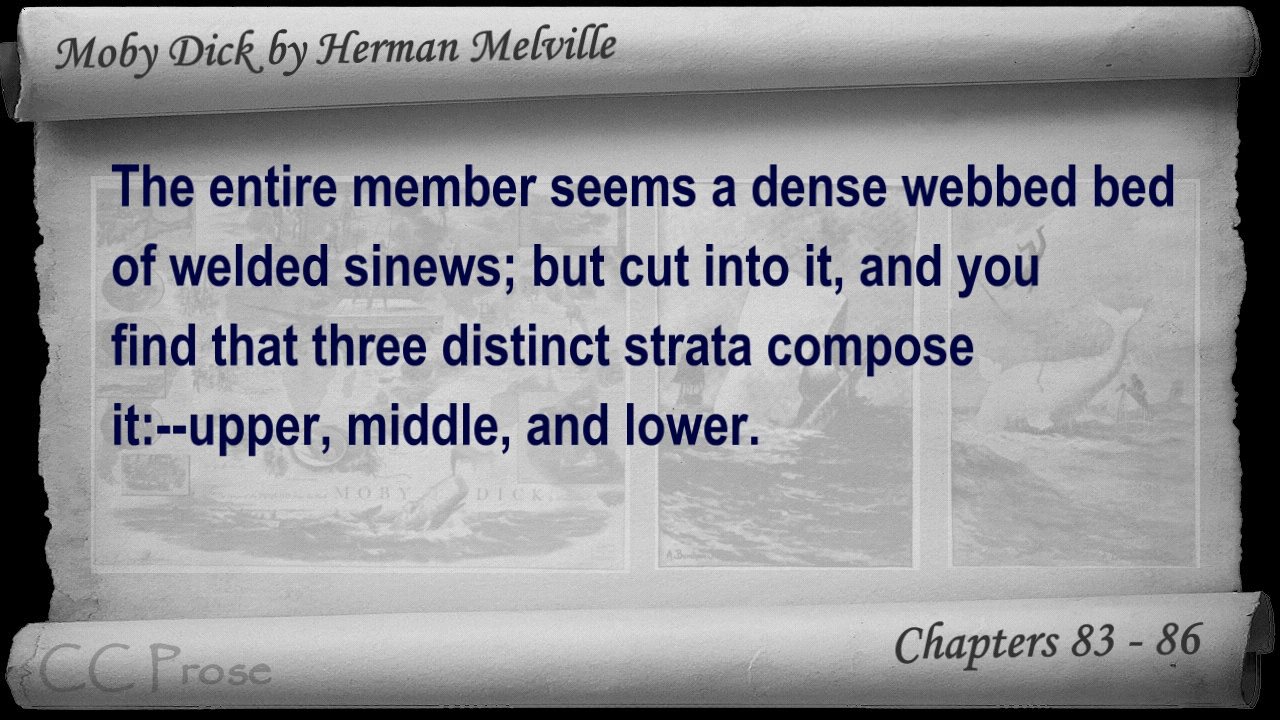 Moby Dick by Herman Melville
The entire member seems a dense webbed bed
of welded sinews; but cut into it, and you
find that three distinct strata compose
it:--upper, middle, and lower.
MOBY DICK
Chapters 83 - 86
CC Prose